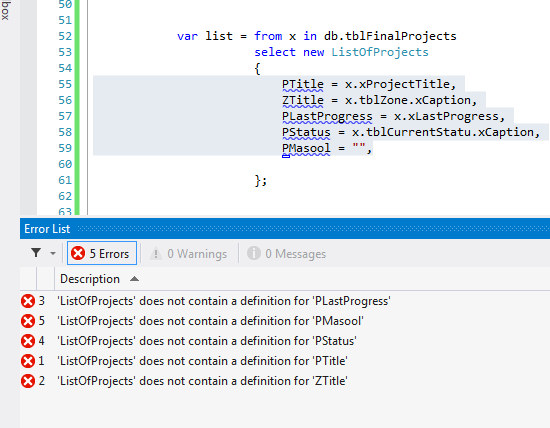 box
50
51
52 var list = from x in db.tblFinalProjects
53 select new ListOfProjects
54 {
55 PTitle = x.xProjectTitle,
56 ZTitle = x.tblZone.xCaption,
57 PLastProgress = x.xLastProgress,
58 PStatus = x.tblCurrentStatu.xCaption,
59 PMasool = "",
60
61 };
62
63
Error List
5 Errors 0 Warnings 0 Messages
Description
3 'ListOfProjects' does not contain a definition for 'PLastProgress'
5 'ListOfProjects' does not contain a definition for 'PMasool'
4 'ListOfProjects' does not contain a definition for 'PStatus'
1 'ListOfProjects' does not contain a definition for 'PTitle'
2 'ListOfProjects' does not contain a definition for 'ZTitle'